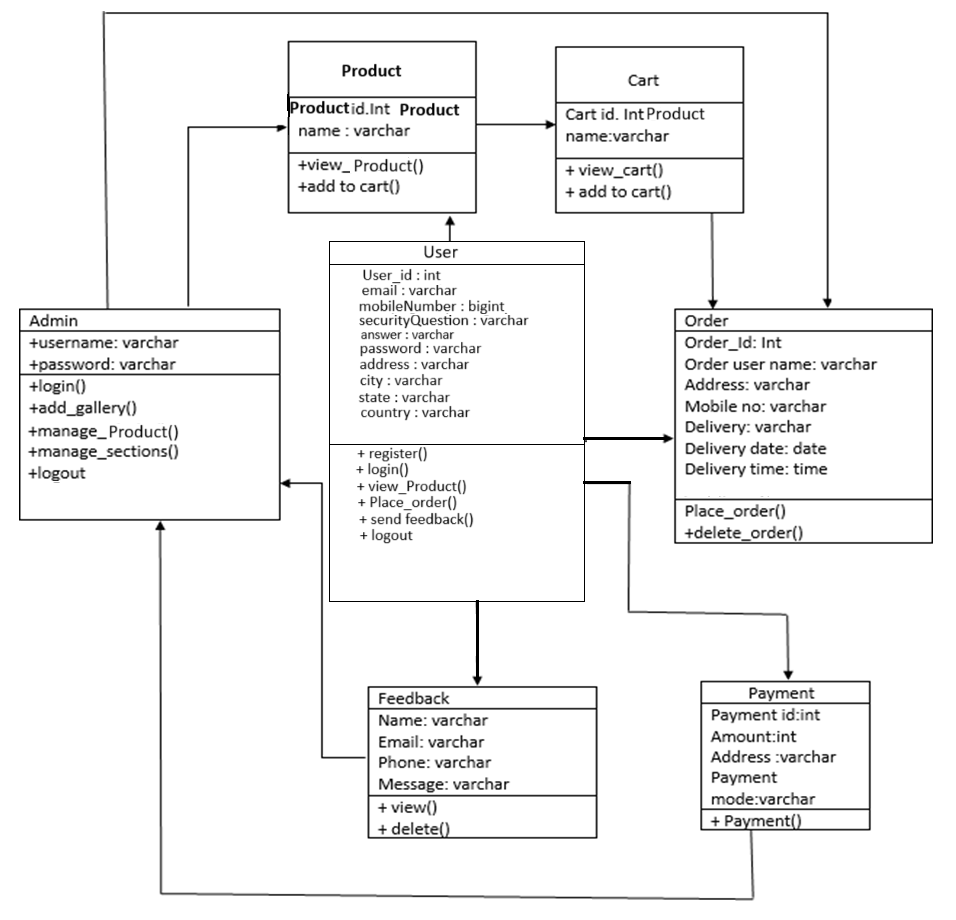 Product
Product id.Int Product
name : varchar
+view_ Product()
+add to cart()
Cart
Cart id. Int Product
name:varchar
+ view_cart()
+ add to cart()
User
User_id : int
email : varchar
mobileNumber : bigint
securityQuestion : varchar
answer : varchar
password : varchar
address : varchar
city : varchar
state : varchar
country : varchar
+ register()
+ login()
+ view_Product()
+ Place_order()
+ send feedback()
+ logout
Admin
+username: varchar
+password: varchar
+login()
+add_gallery()
+manage_Product()
+manage_sections()
+logout
Order
Order_Id: Int
Order user name: varchar
Address: varchar
Mobile no: varchar
Delivery: varchar
Delivery date: date
Delivery time: time
Place_order()
+delete_order()
Feedback
Name: varchar
Email: varchar
Phone: varchar
Message: varchar
+ view()
+ delete()
Payment
Payment id:int
Amount:int
Address :varchar
Payment
mode:varchar
+ Payment()